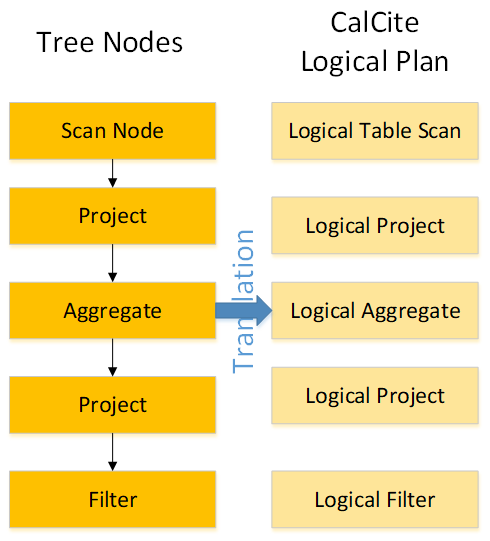 Tree Nodes
CalCite
Logical Plan
Scan Node
Logical Table Scan
Project
Logical Project
Aggregate
Translation
Logical Aggregate
Project
Logical Project
Filter
Logical Filter